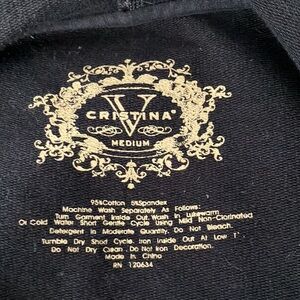 V
CRISTINA
MEDIUM
95%Cotton 5%Spandex
Machine Wash Separately As Follows:
Turn Garment Inside Out. Wash In Lukewarm
Or Cold Water Short Gentle Cycle Using Mild Non-Clorinated
Detergent In Moderate Quantity. Do Not Bleach.
Tumble Dry Short Cycle. Iron Inside Out At Low T
Do Not Dry Clean. Do Not Iron Decoration.
Made In China
RN 120634